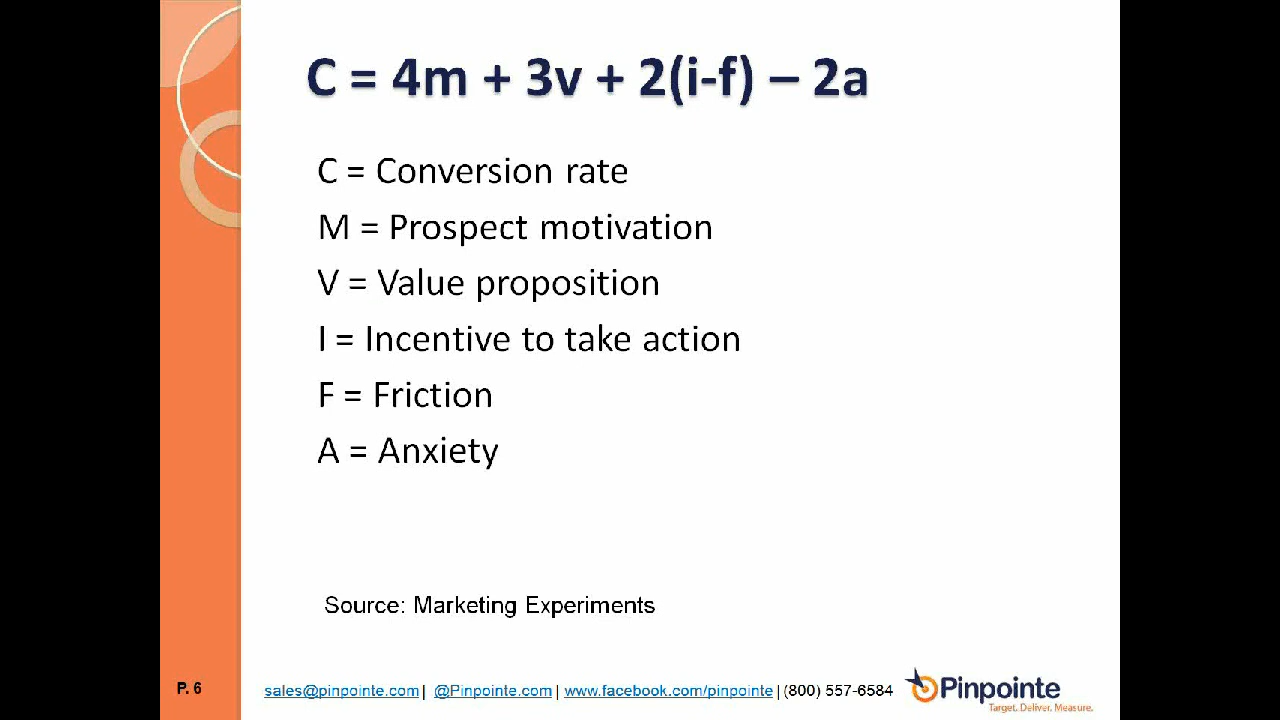 C = 4m + 3v + 2(i-f) – 2a
C = Conversion rate
M = Prospect motivation
V = Value proposition
I = Incentive to take action
F = Friction
A = Anxiety
Source: Marketing Experiments
P. 6
sales@pinpointe.com | @Pinpointe.com | www.facebook.com/pinpointe | (800) 557-6584
Pinpointe
Target. Deliver. Measure.